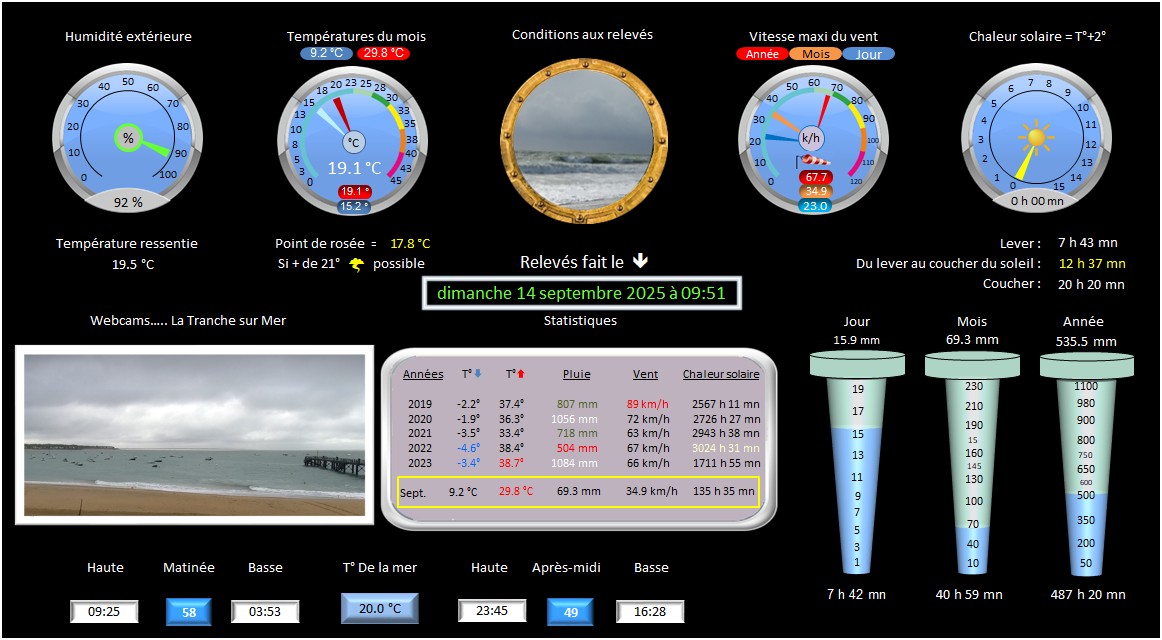 Humidité extérieure
Températures du mois
Conditions aux relevés
Vitesse maxi du vent
Chaleur solaire = T°+2°
9.2 °C 29.8 °C
Année Mois Jour
0 10 20 30 40 50 60 70 80 90 100
%
92 %
0 3 5 8 10 13 15 18 20 23 25 28 30 33 35 38 40 43 45
°C
19.1 °C
19.1 °
15.2 °
0 10 20 30 40 50 60 70 80 90 100 110 120
k/h
67.7
34.9
23.0
0 1 2 3 4 5 6 7 8 9 10 11 12 13 14 15
0 h 00 mn
Température ressentie
19.5 °C
Point de rosée = 17.8 °C
Si + de 21° possible
Relevés fait le
dimanche 14 septembre 2025 à 09:51
Lever : 7 h 43 mn
Du lever au coucher du soleil : 12 h 37 mn
Coucher : 20 h 20 mn
Webcams..... La Tranche sur Mer
Statistiques
Années T° T° Pluie Vent Chaleur solaire
2019 -2.2° 37.4° 807 mm 89 km/h 2567 h 11 mn
2020 -1.9° 36.3° 1056 mm 72 km/h 2726 h 27 mn
2021 -3.5° 33.4° 718 mm 63 km/h 2943 h 38 mn
2022 -4.6° 38.4° 504 mm 67 km/h 3024 h 31 mn
2023 -3.4° 38.7° 1084 mm 66 km/h 1711 h 55 mn
Sept. 9.2 °C 29.8 °C 69.3 mm 34.9 km/h 135 h 35 mn
Jour
15.9 mm
19
17
15
13
11
9
7
5
3
1
7 h 42 mn
Mois
69.3 mm
230
210
190
15
160
145
130
100
70
40
10
40 h 59 mn
Année
535.5 mm
1100
980
900
800
750
650
600
500
350
200
50
487 h 20 mn
Haute Matinée Basse T° De la mer Haute Après-midi Basse
09:25 58 03:53 20.0 °C 23:45 49 16:28